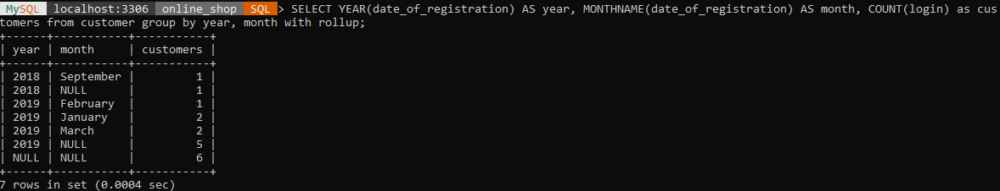 MySQL localhost:3306 online_shop SQL > SELECT YEAR(date_of_registration) AS year, MONTHNAME(date_of_registration) AS month, COUNT(login) as cus
tomers from customer group by year, month with rollup;
+------+-----------+-----------+
| year | month     | customers |
+------+-----------+-----------+
| 2018 | September |         1 |
| 2018 | NULL      |         1 |
| 2019 | February  |         1 |
| 2019 | January   |         2 |
| 2019 | March     |         2 |
| 2019 | NULL      |         5 |
| NULL | NULL      |         6 |
+------+-----------+-----------+
7 rows in set (0.0004 sec)